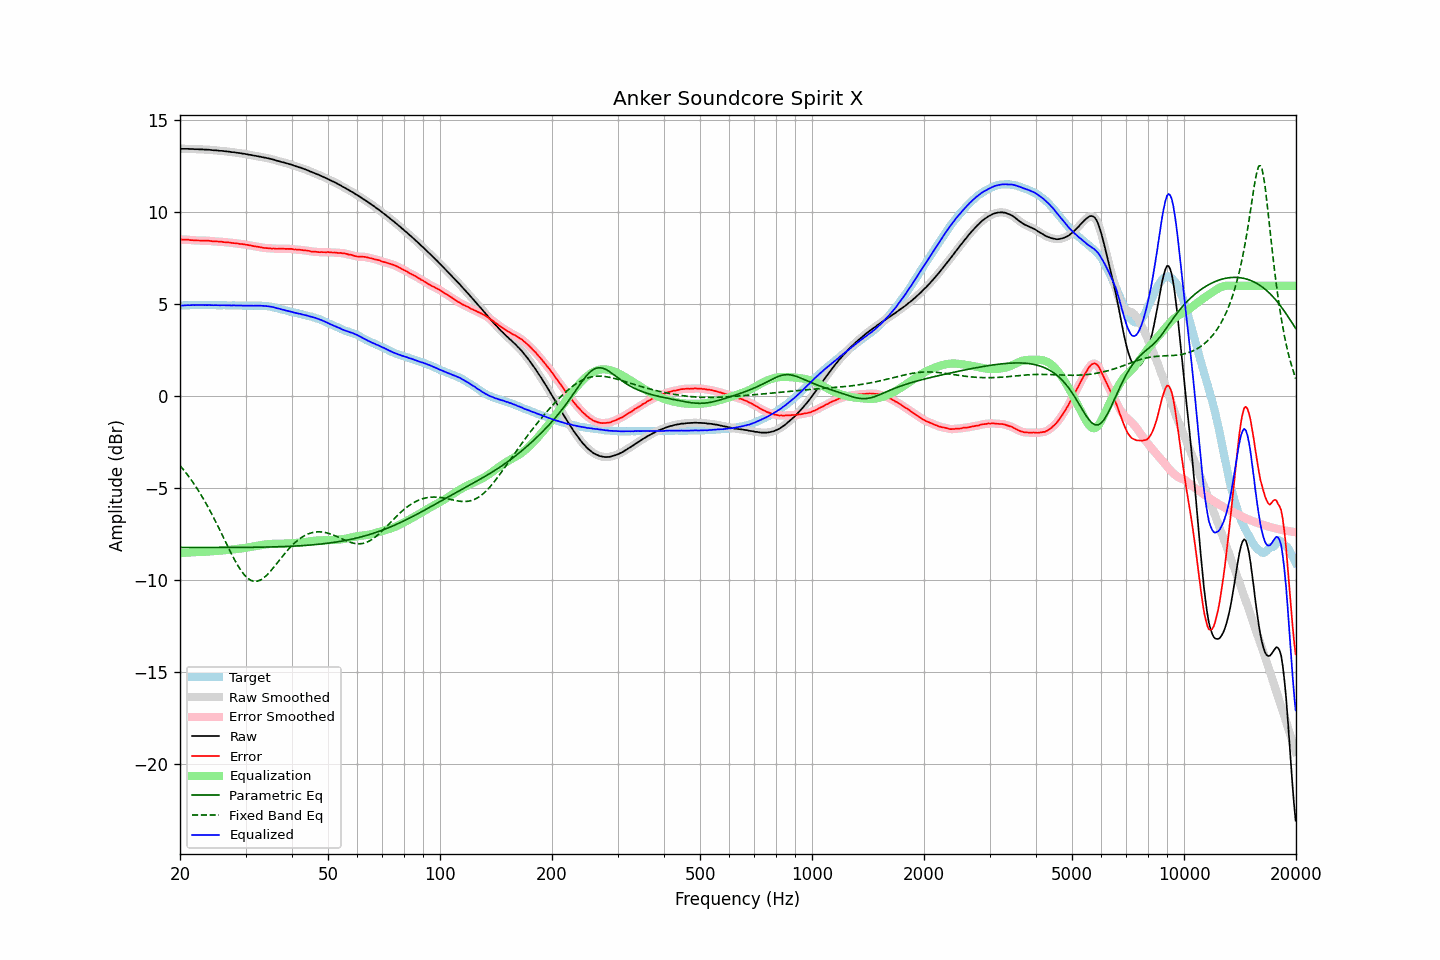 Anker Soundcore Spirit X
15
10
5
0
−5
−10
−15
−20
Amplitude (dBr)
Target
Raw Smoothed
Error Smoothed
Raw
Error
Equalization
Parametric Eq
Fixed Band Eq
Equalized
20 50 100 200 500 1000 2000 5000 10000 20000
Frequency (Hz)